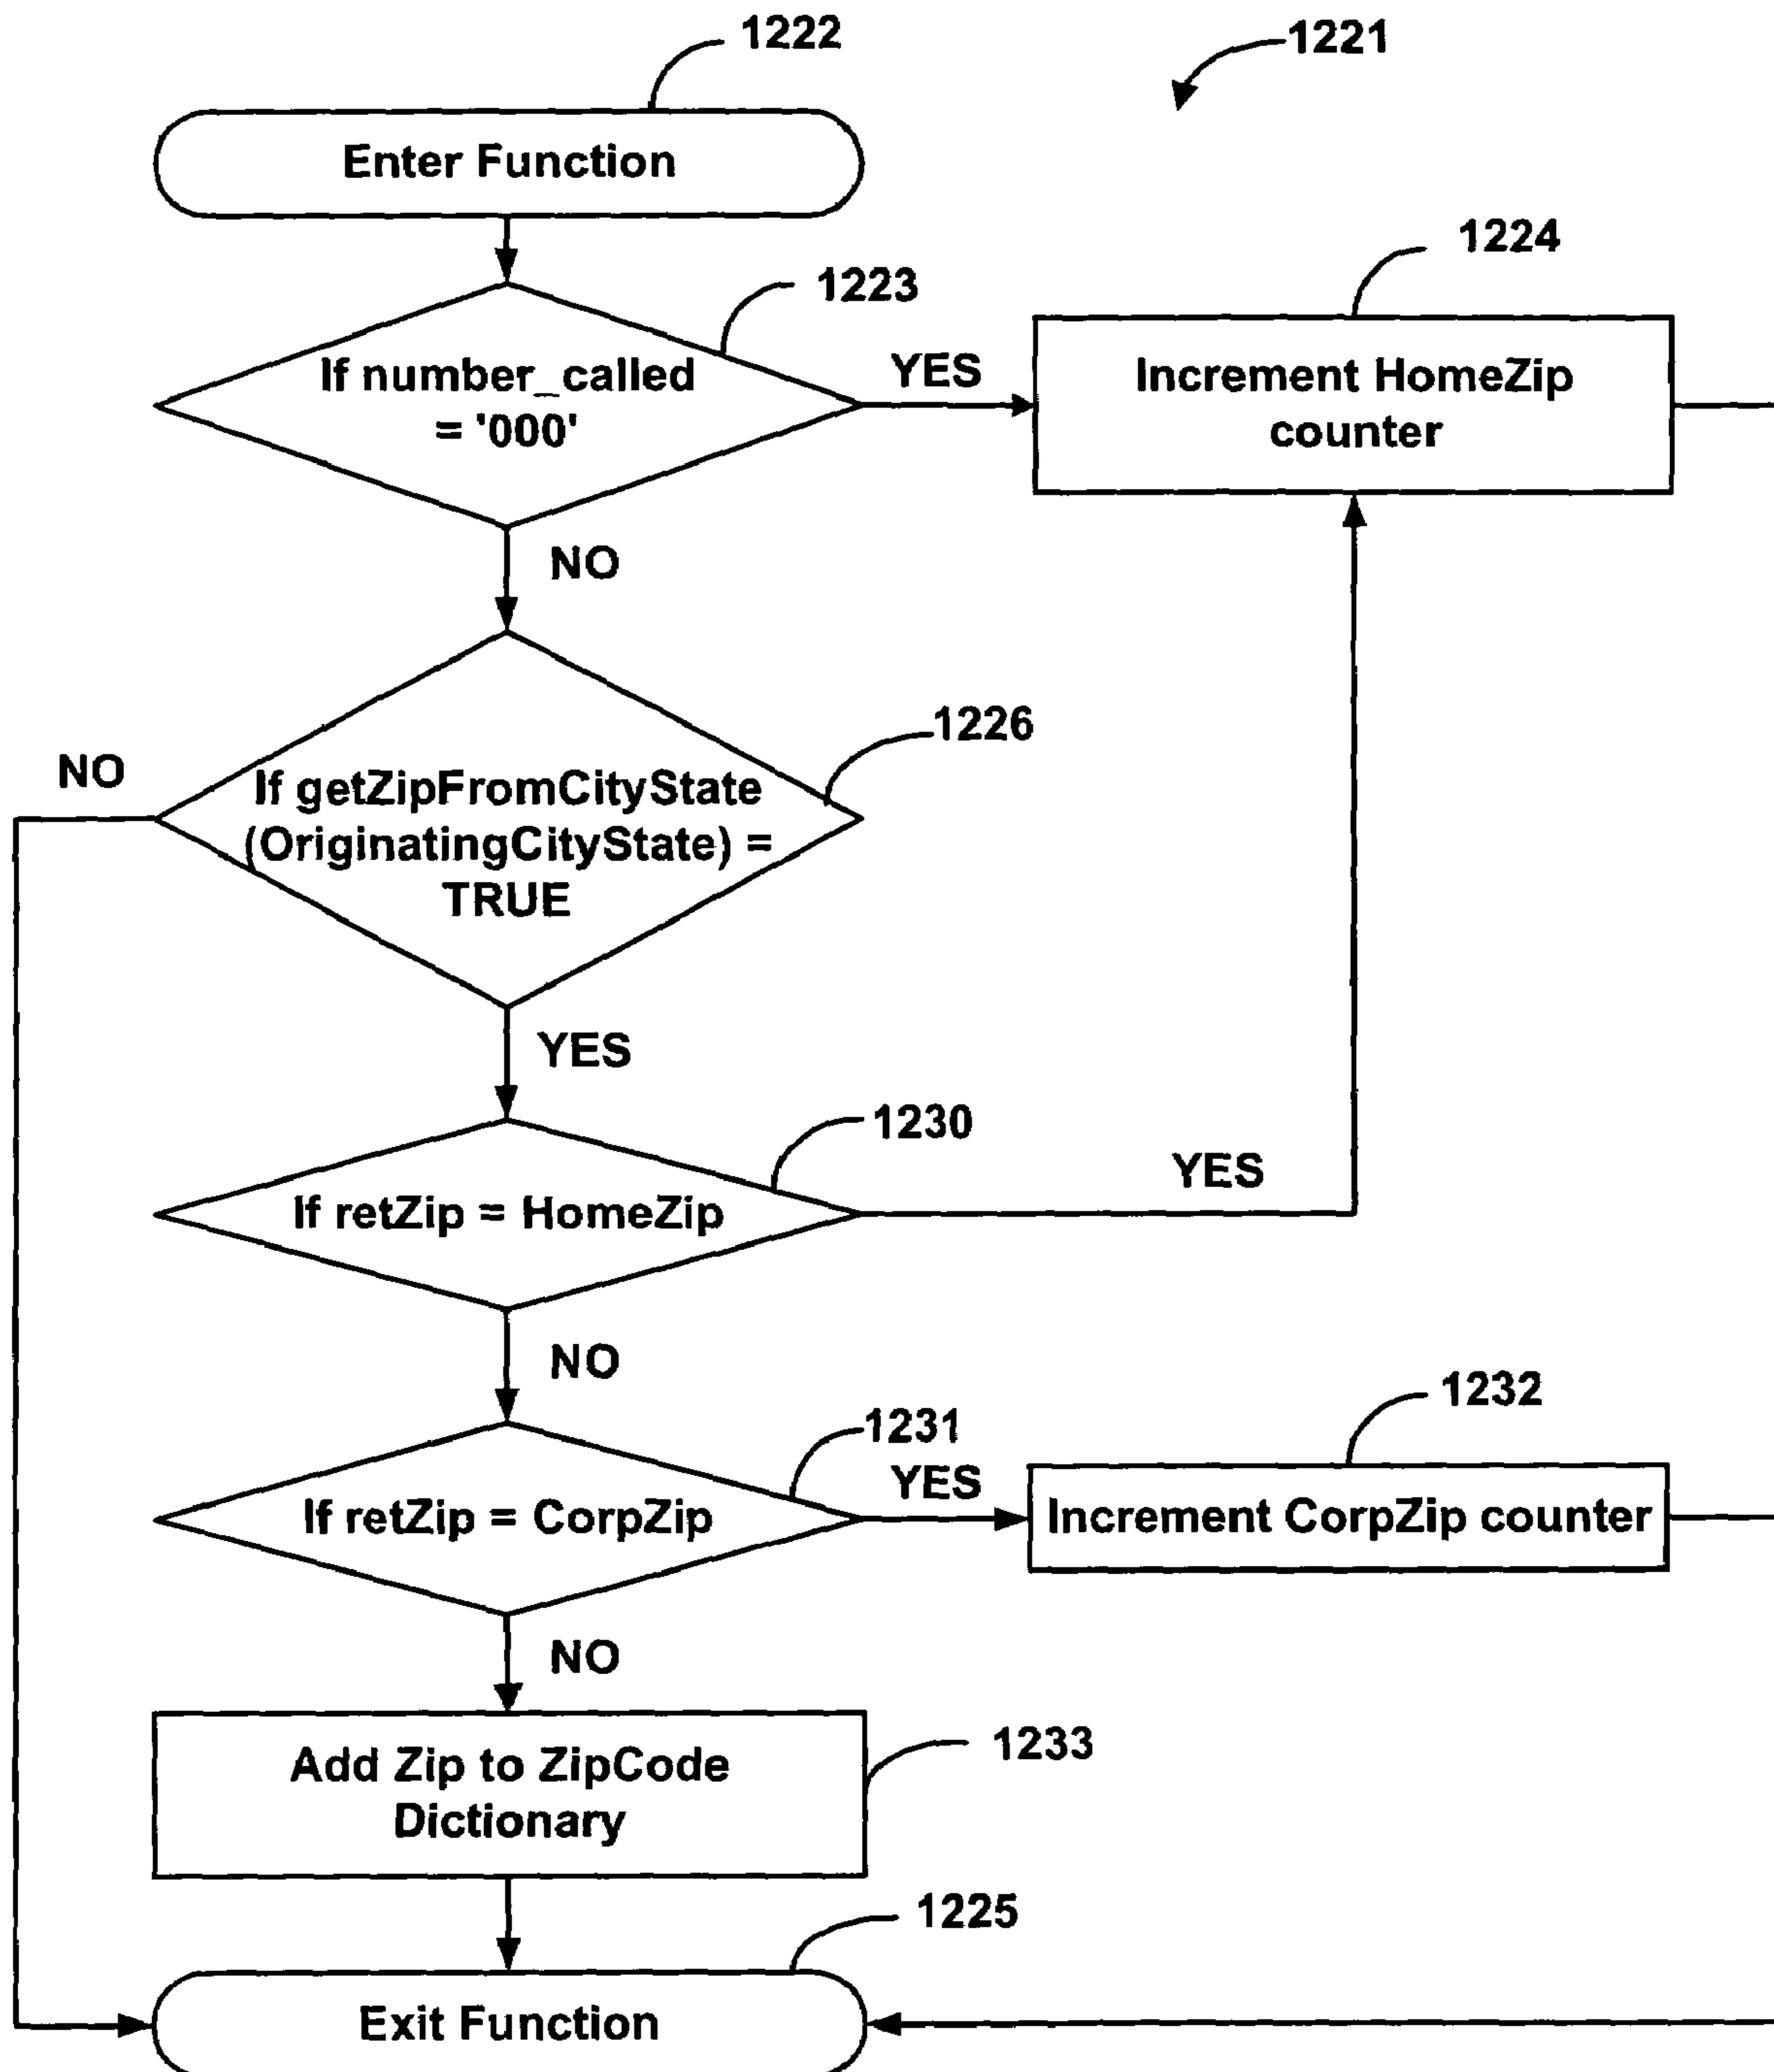 1222
1221
Enter Function
1224
1223
If number_called
= '000'
YES
Increment HomeZip
counter
NO
1226
NO
If getZipFromCityState
(OriginatingCityState) =
TRUE
YES
1230
YES
If retZip = HomeZip
NO
1232
1231
YES
If retZip = CorpZip
Increment CorpZip counter
NO
1233
Add Zip to ZipCode
Dictionary
1225
Exit Function